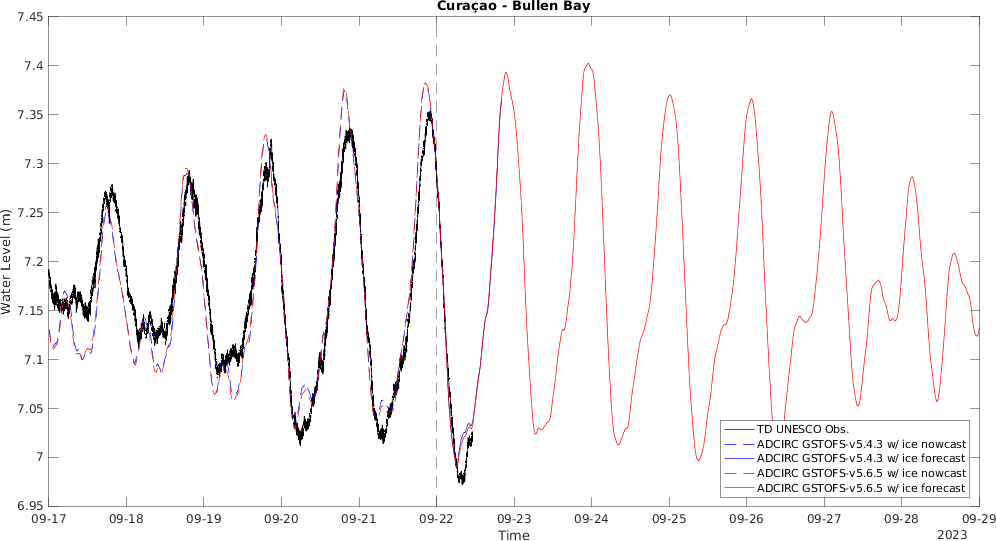 Curaçao - Bullen Bay
7.45
7.4
7.35
7.3
7.25
7.2
7.15
7.1
7.05
7
6.95
Water Level (m)
TD UNESCO Obs.
ADCIRC GSTOFS-v5.4.3 w/ ice nowcast
ADCIRC GSTOFS-v5.4.3 w/ ice forecast
ADCIRC GSTOFS-v5.6.5 w/ ice nowcast
ADCIRC GSTOFS-v5.6.5 w/ ice forecast
09-17 09-18 09-19 09-20 09-21 09-22 09-23 09-24 09-25 09-26 09-27 09-28 09-29
Time
2023